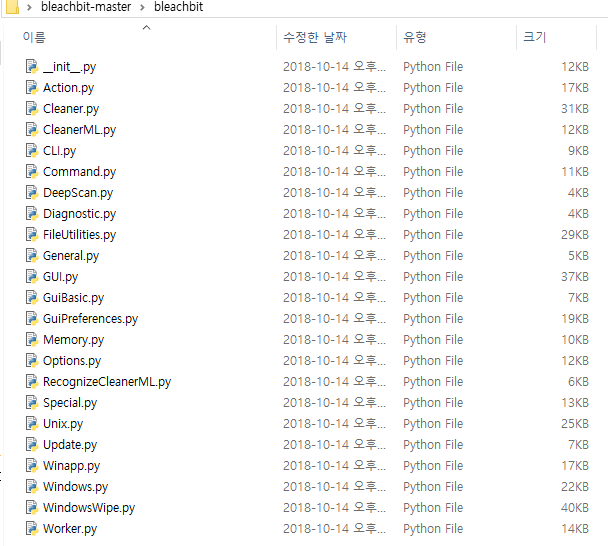 bleachbit-master > bleachbit
이름 수정한 날짜 유형 크기
__init__.py 2018-10-14 오후... Python File 12KB
Action.py 2018-10-14 오후... Python File 17KB
Cleaner.py 2018-10-14 오후... Python File 31KB
CleanerML.py 2018-10-14 오후... Python File 12KB
CLI.py 2018-10-14 오후... Python File 9KB
Command.py 2018-10-14 오후... Python File 11KB
DeepScan.py 2018-10-14 오후... Python File 4KB
Diagnostic.py 2018-10-14 오후... Python File 4KB
FileUtilities.py 2018-10-14 오후... Python File 29KB
General.py 2018-10-14 오후... Python File 5KB
GUI.py 2018-10-14 오후... Python File 37KB
GuiBasic.py 2018-10-14 오후... Python File 7KB
GuiPreferences.py 2018-10-14 오후... Python File 19KB
Memory.py 2018-10-14 오후... Python File 10KB
Options.py 2018-10-14 오후... Python File 12KB
RecognizeCleanerML.py 2018-10-14 오후... Python File 6KB
Special.py 2018-10-14 오후... Python File 13KB
Unix.py 2018-10-14 오후... Python File 25KB
Update.py 2018-10-14 오후... Python File 7KB
Winapp.py 2018-10-14 오후... Python File 17KB
Windows.py 2018-10-14 오후... Python File 22KB
WindowsWipe.py 2018-10-14 오후... Python File 40KB
Worker.py 2018-10-14 오후... Python File 14KB